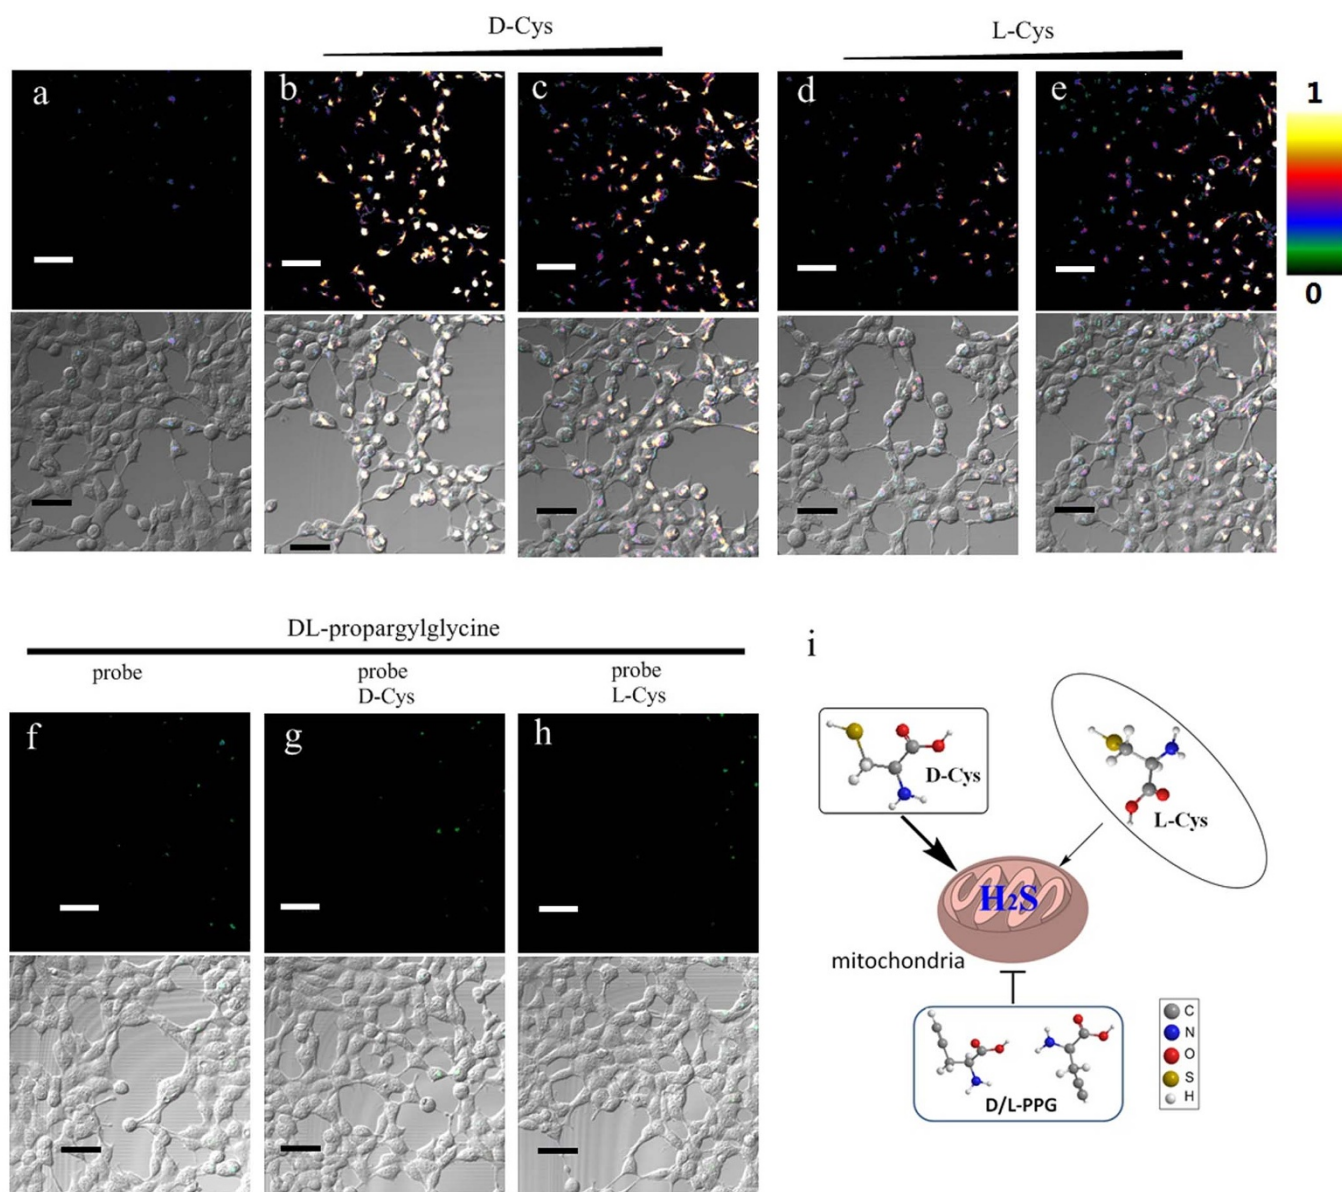 D-Cys
L-Cys
a
b
c
d
e
1
0
DL-propargylglycine
probe
probe
D-Cys
probe
L-Cys
f
g
h
i
D-Cys
L-Cys
H2S
mitochondria
D/L-PPG
C
N
O
S
H